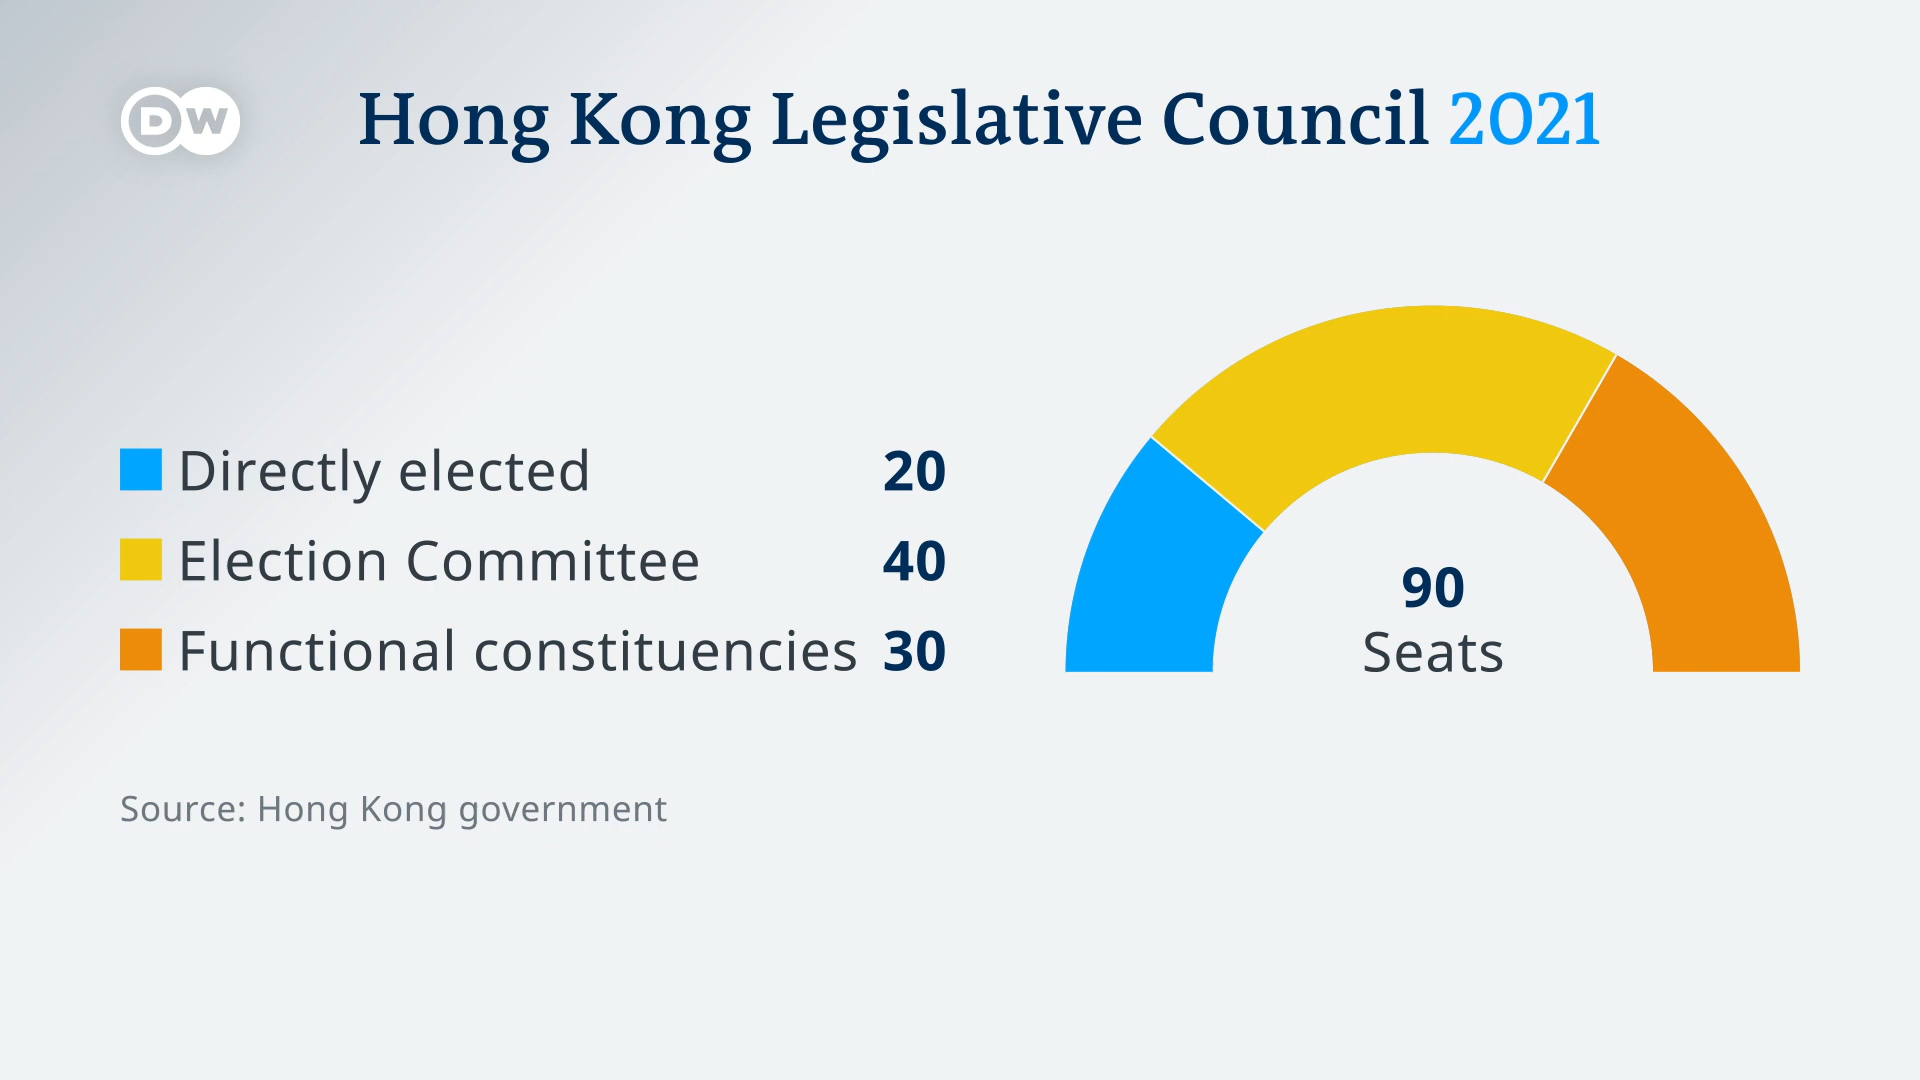 DW
Hong Kong Legislative Council 2021
Directly elected 20
Election Committee 40
Functional constituencies 30
90
Seats
Source: Hong Kong government